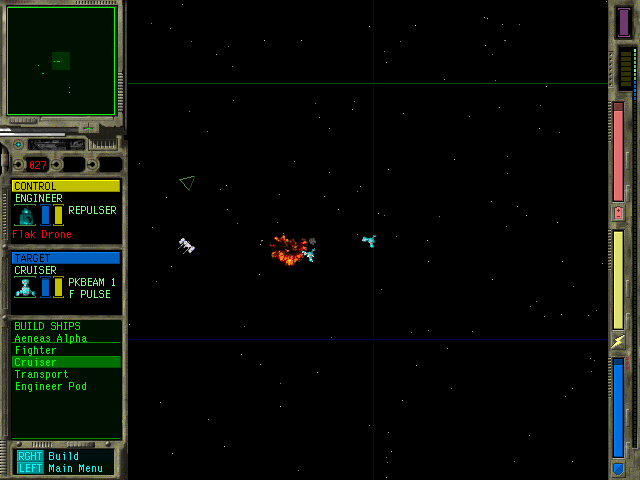 027
CONTROL
ENGINEER
REPULSER
Flak Drona
TARGET
CRUISER
PKBEAM 1
F PULSE
BUILD SHIPS
Aeneas Alpha
Fighter
Cruiser
Transport
Engineer Pod
RGHT Build
LEFT Main Menu